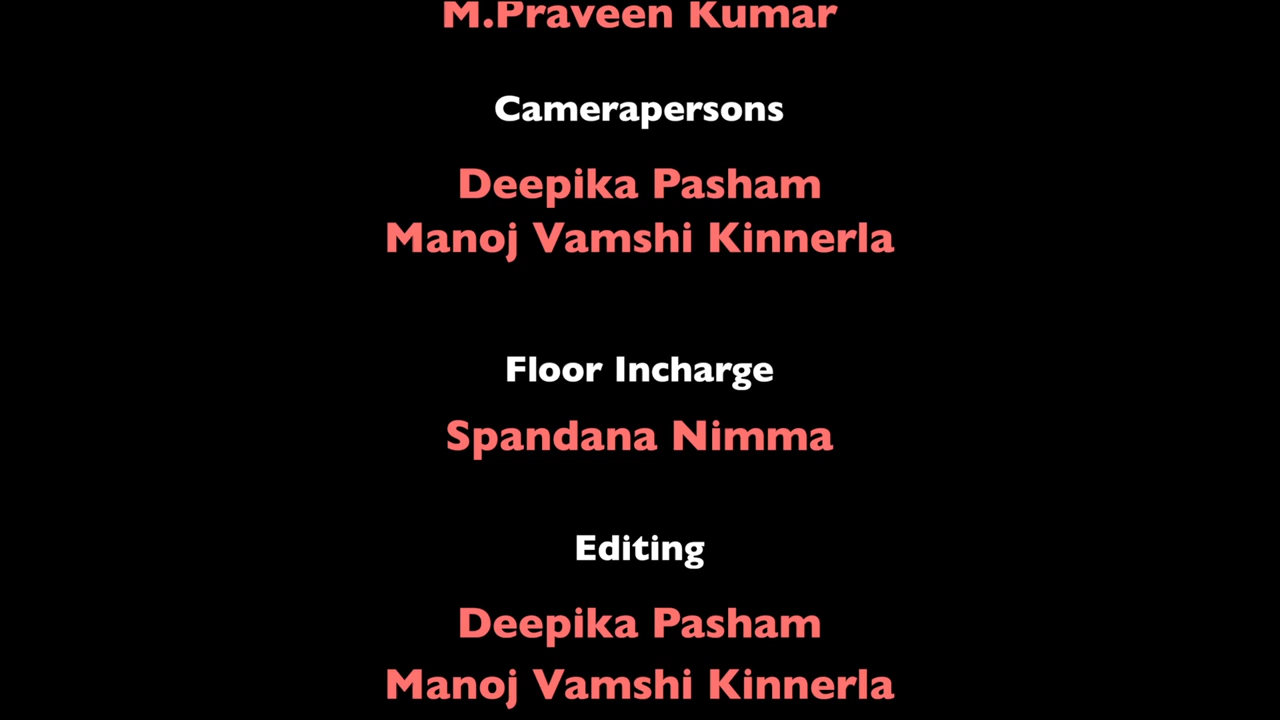 M.Praveen Kumar
Camerapersons
Deepika Pasham
Manoj Vamshi Kinnerla
Floor Incharge
Spandana Nimma
Editing
Deepika Pasham
Manoj Vamshi Kinnerla